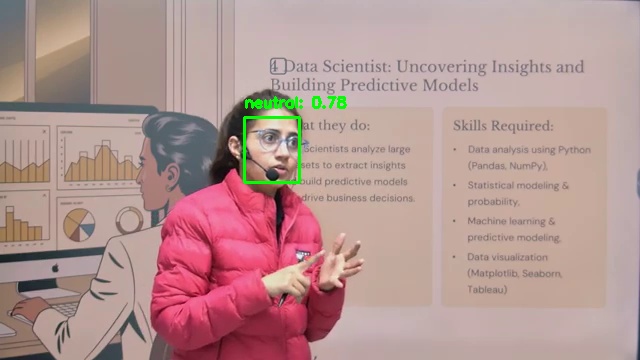 4 Data Scientist: Uncovering Insights and
Building Predictive Models
neutral: 0.78
at they do:
Scientists analyze large
sets to extract insights
build predictive models
drive business decisions.
Skills Required:
• Data analysis using Python
(Pandas, NumPy),
• Statistical modeling &
probability,
• Machine learning &
predictive modeling,
• Data visualization
(Matplotlib, Seaborn,
Tableau)